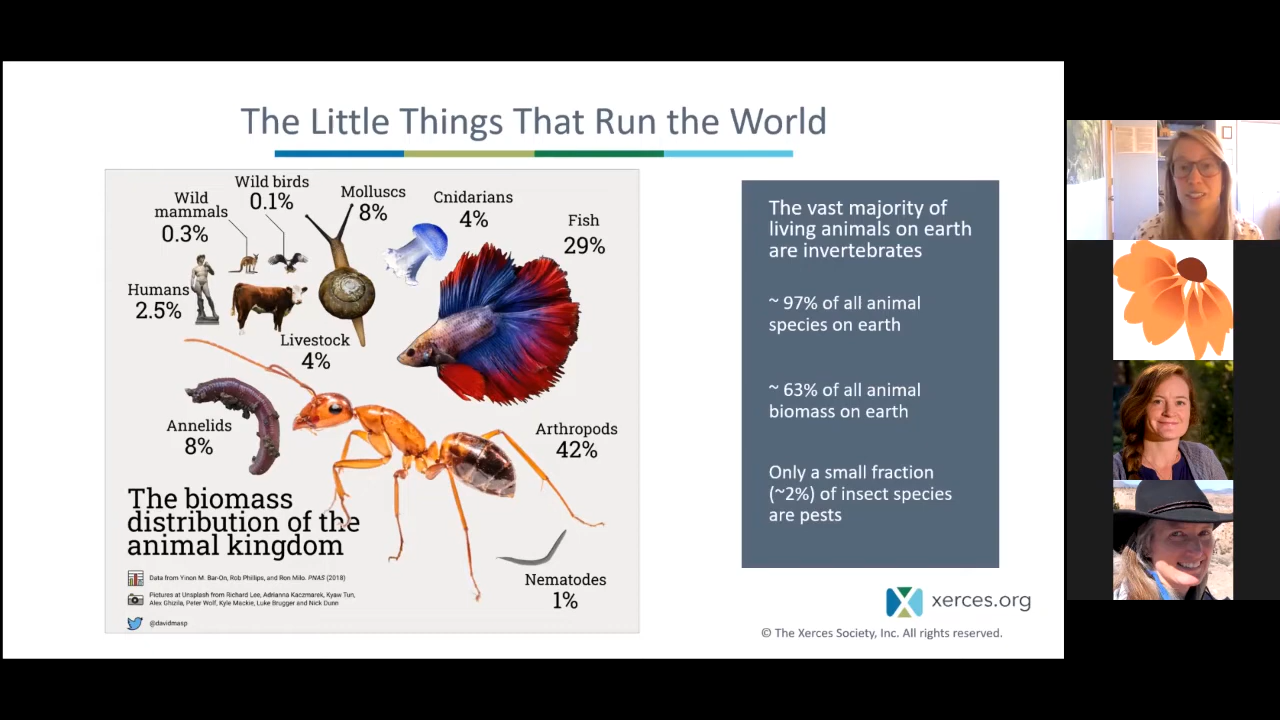 The Little Things That Run the World
Wild birds
0.1%
Wild
mammals
0.3%
Molluscs
8%
Cnidarians
4%
Fish
29%
Humans
2.5%
Livestock
4%
Annelids
8%
Arthropods
42%
The biomass
distribution of the
animal kingdom
Nematodes
1%
Data from Yinon M. Bar-On, Rob Phillips, and Ron Milo. PNAS (2018)
Pictures at Unsplash from Richard Lee, Adrianna Kaczmarek, Kyaw Tun,
Alex Ghizila, Peter Wolf, Kyle Mackie, Luke Brugger and Nick Dunn
@davidmasp
The vast majority of
living animals on earth
are invertebrates
~ 97% of all animal
species on earth
~ 63% of all animal
biomass on earth
Only a small fraction
(~2%) of insect species
are pests
xerces.org
© The Xerces Society, Inc. All rights reserved.